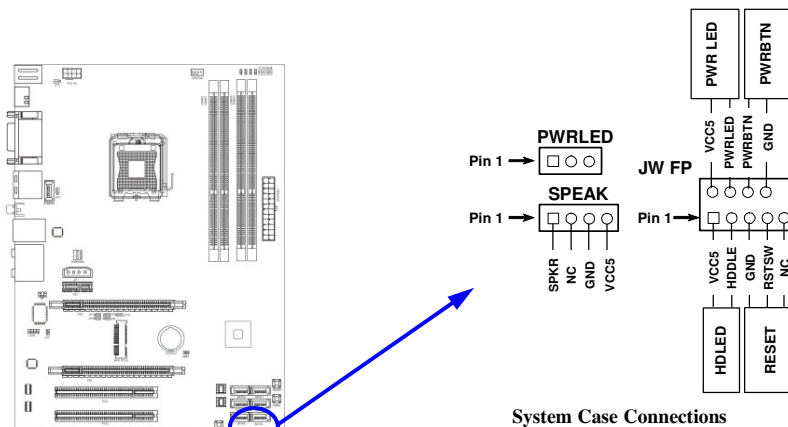 PWR LED
PWRBTN
VCC5
PWRLED
PWRBTN
GND
PWRLED
Pin 1
JW FP
SPEAK
Pin 1
Pin 1
SPKR
NC
GND
VCC5
VCC5
HDDLE
GND
RSTSW
NC
HDLED
RESET
System Case Connections